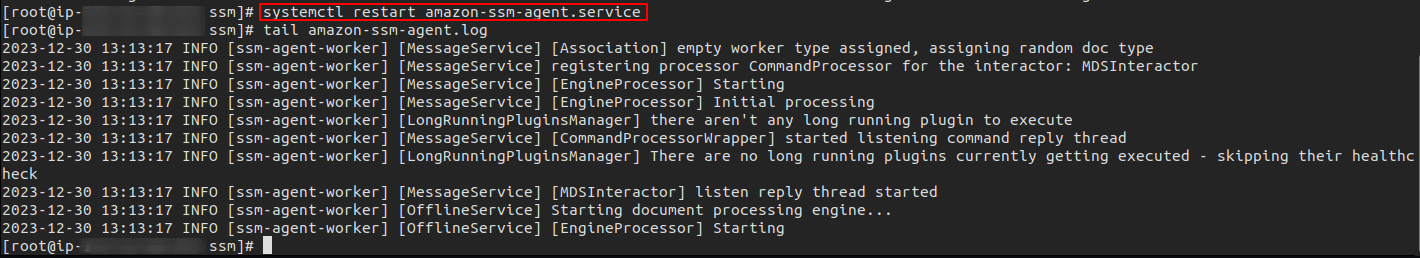 [root@ip- ssm]# systemctl restart amazon-ssm-agent.service
[root@ip- ssm]# tail amazon-ssm-agent.log
2023-12-30 13:13:17 INFO [ssm-agent-worker] [MessageService] [Association] empty worker type assigned, assigning random doc type
2023-12-30 13:13:17 INFO [ssm-agent-worker] [MessageService] registering processor CommandProcessor for the interactor: MDSInteractor
2023-12-30 13:13:17 INFO [ssm-agent-worker] [MessageService] [EngineProcessor] Starting
2023-12-30 13:13:17 INFO [ssm-agent-worker] [MessageService] [EngineProcessor] Initial processing
2023-12-30 13:13:17 INFO [ssm-agent-worker] [LongRunningPluginsManager] there aren't any long running plugin to execute
2023-12-30 13:13:17 INFO [ssm-agent-worker] [MessageService] [CommandProcessorWrapper] started listening command reply thread
2023-12-30 13:13:17 INFO [ssm-agent-worker] [LongRunningPluginsManager] There are no long running plugins currently getting executed - skipping their healthc
heck
2023-12-30 13:13:17 INFO [ssm-agent-worker] [MessageService] [MDSInteractor] listen reply thread started
2023-12-30 13:13:17 INFO [ssm-agent-worker] [OfflineService] Starting document processing engine...
2023-12-30 13:13:17 INFO [ssm-agent-worker] [OfflineService] [EngineProcessor] Starting
[root@ip- ssm]#